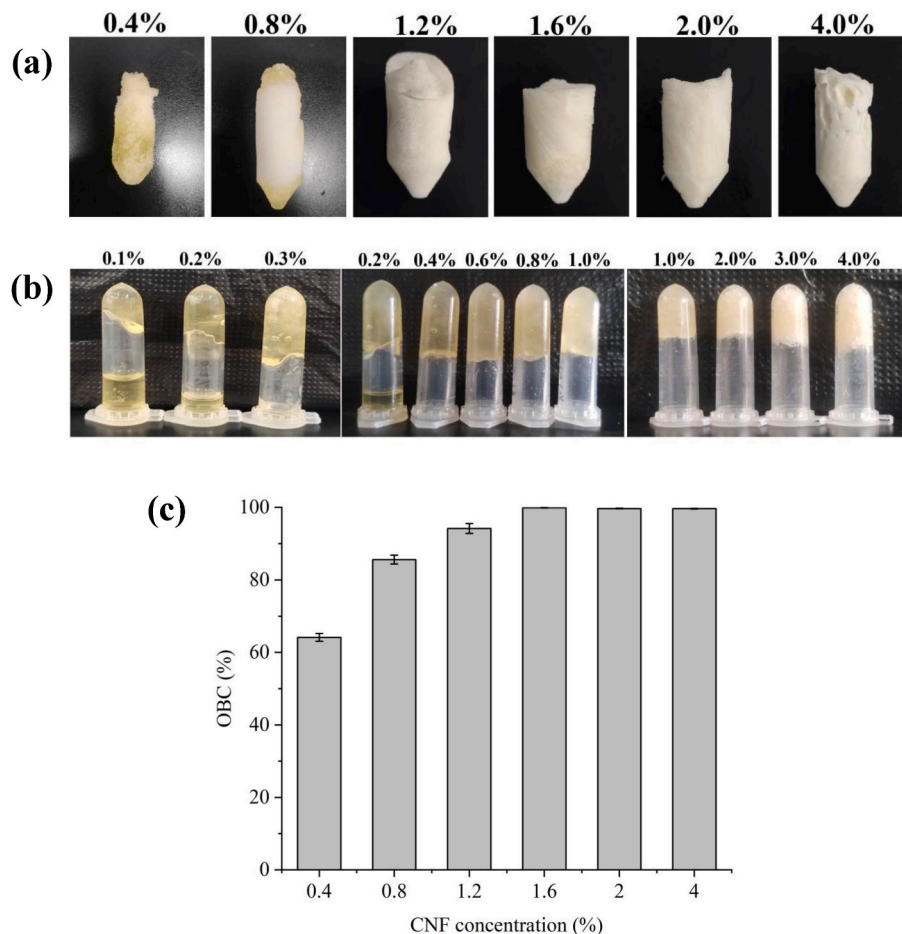 0.4% 0.8% 1.2% 1.6% 2.0% 4.0%
(a)
0.1% 0.2% 0.3% 0.2% 0.4% 0.6% 0.8% 1.0% 1.0% 2.0% 3.0% 4.0%
(b)
(c)
100
80
60
40
20
0
OBC (%)
0.4 0.8 1.2 1.6 2 4
CNF concentration (%)